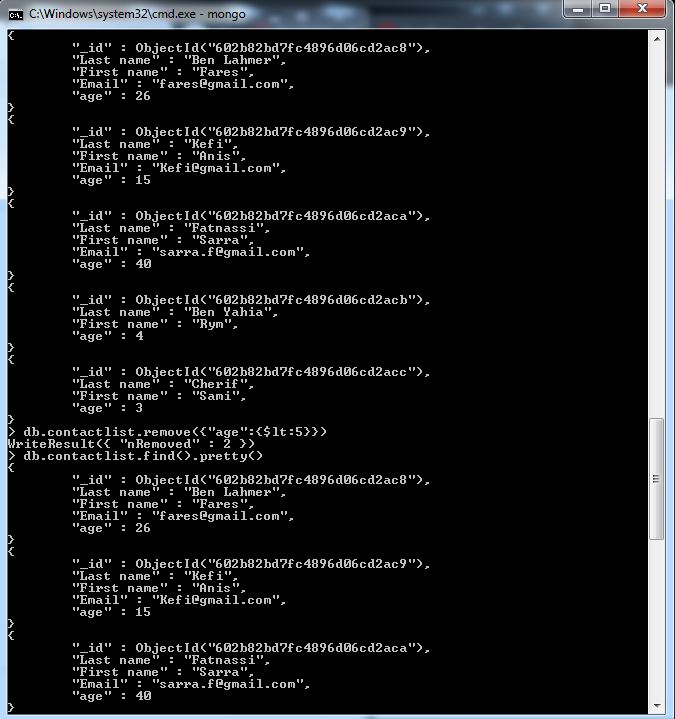 C:\Windows\system32\cmd.exe - mongo
{
"_id" : ObjectId("602b82bd7fc4896d06cd2ac8"),
"Last name" : "Ben Lahmer",
"First name" : "Fares",
"Email" : "fares@gmail.com",
"age" : 26
}
{
"_id" : ObjectId("602b82bd7fc4896d06cd2ac9"),
"Last name" : "Kefi",
"First name" : "Anis",
"Email" : "Kefi@gmail.com",
"age" : 15
}
{
"_id" : ObjectId("602b82bd7fc4896d06cd2aca"),
"Last name" : "Fatnassi",
"First name" : "Sarra",
"Email" : "sarra.f@gmail.com",
"age" : 40
}
{
"_id" : ObjectId("602b82bd7fc4896d06cd2acb"),
"Last name" : "Ben Yahia",
"First name" : "Rym",
"age" : 4
}
{
"_id" : ObjectId("602b82bd7fc4896d06cd2acc"),
"Last name" : "Cherif",
"First name" : "Sami",
"age" : 3
}
> db.contactlist.remove({"age":{$lt:5}})
WriteResult({ "nRemoved" : 2 })
> db.contactlist.find().pretty()
{
"_id" : ObjectId("602b82bd7fc4896d06cd2ac8"),
"Last name" : "Ben Lahmer",
"First name" : "Fares",
"Email" : "fares@gmail.com",
"age" : 26
}
{
"_id" : ObjectId("602b82bd7fc4896d06cd2ac9"),
"Last name" : "Kefi",
"First name" : "Anis",
"Email" : "Kefi@gmail.com",
"age" : 15
}
{
"_id" : ObjectId("602b82bd7fc4896d06cd2aca"),
"Last name" : "Fatnassi",
"First name" : "Sarra",
"Email" : "sarra.f@gmail.com",
"age" : 40
}